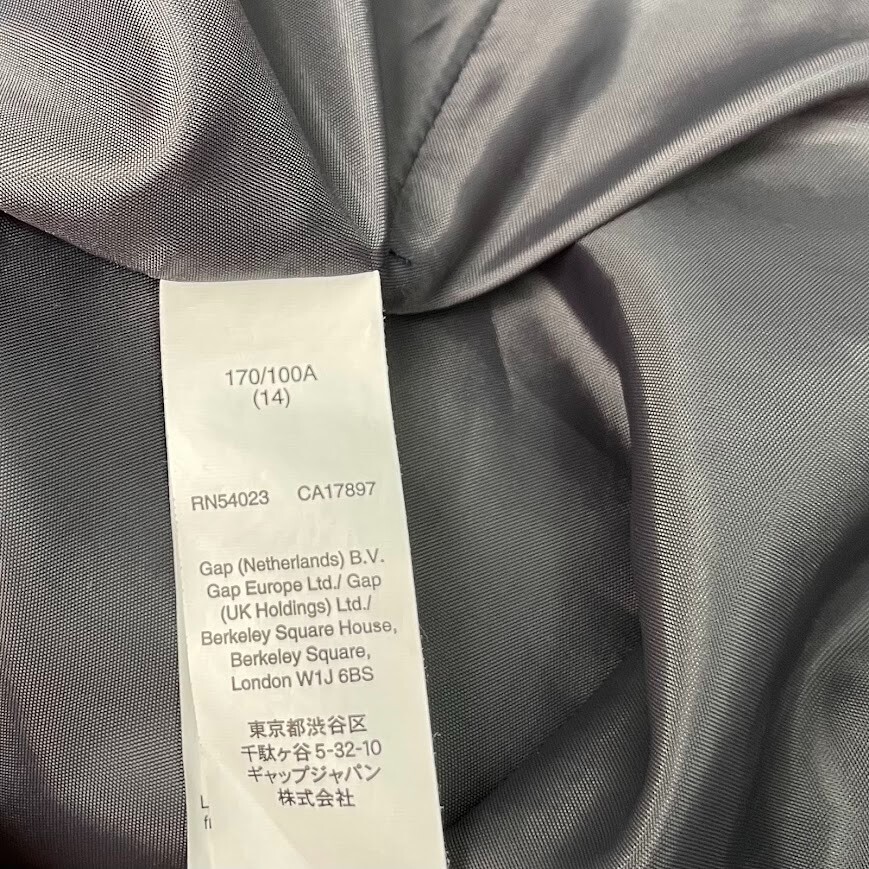 170/100A
(14)
RN54023 CA17897
Gap (Netherlands) B.V.
Gap Europe Ltd./ Gap
(UK Holdings) Ltd./
Berkeley Square House,
Berkeley Square,
London W1J 6BS
東京都渋谷区
千駄ヶ谷 5-32-10
ギャップジャパン
株式会社